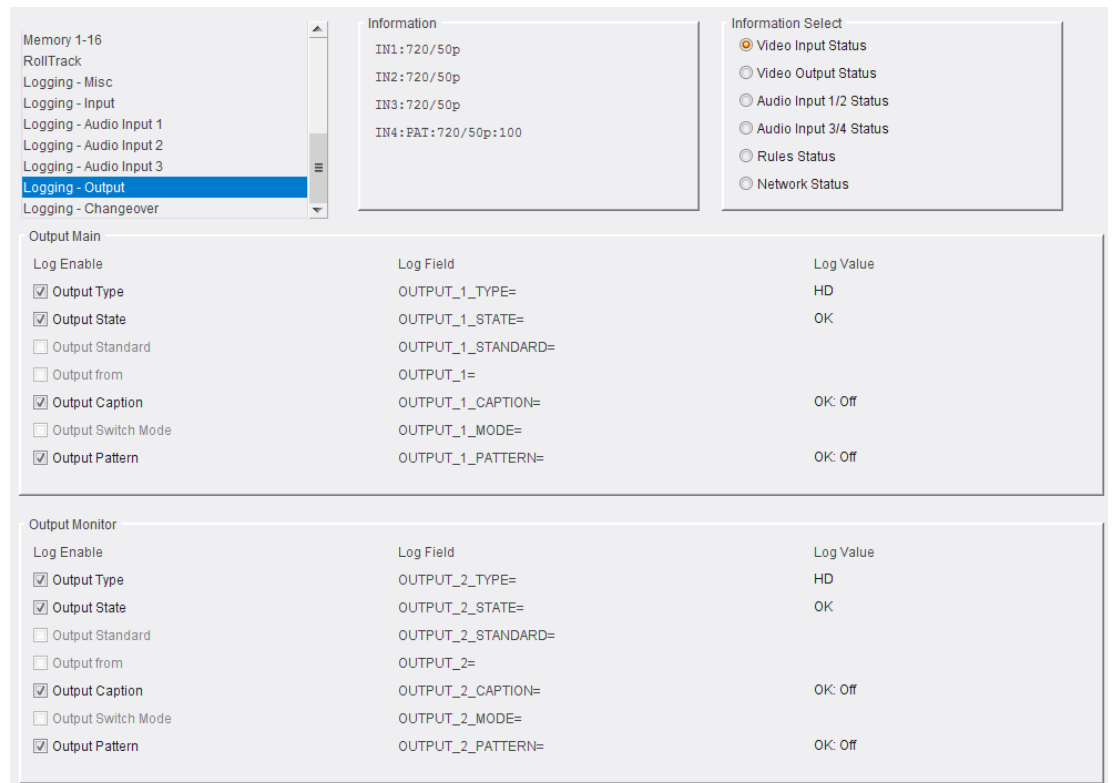 Memory 1-16
RollTrack
Logging - Misc
Logging - Input
Logging - Audio Input 1
Logging - Audio Input 2
Logging - Audio Input 3
Logging - Output
Logging - Changeover
Information
IN1:720/50p
IN2:720/50p
IN3:720/50p
IN4:PAT:720/50p:100
Information Select
Video Input Status
Video Output Status
Audio Input 1/2 Status
Audio Input 3/4 Status
Rules Status
Network Status
Output Main
Log Enable Log Field Log Value
Output Type OUTPUT_1_TYPE= HD
Output State OUTPUT_1_STATE= OK
Output Standard OUTPUT_1_STANDARD=
Output from OUTPUT_1=
Output Caption OUTPUT_1_CAPTION= OK: Off
Output Switch Mode OUTPUT_1_MODE=
Output Pattern OUTPUT_1_PATTERN= OK: Off
Output Monitor
Log Enable Log Field Log Value
Output Type OUTPUT_2_TYPE= HD
Output State OUTPUT_2_STATE= OK
Output Standard OUTPUT_2_STANDARD=
Output from OUTPUT_2=
Output Caption OUTPUT_2_CAPTION= OK: Off
Output Switch Mode OUTPUT_2_MODE=
Output Pattern OUTPUT_2_PATTERN= OK: Off